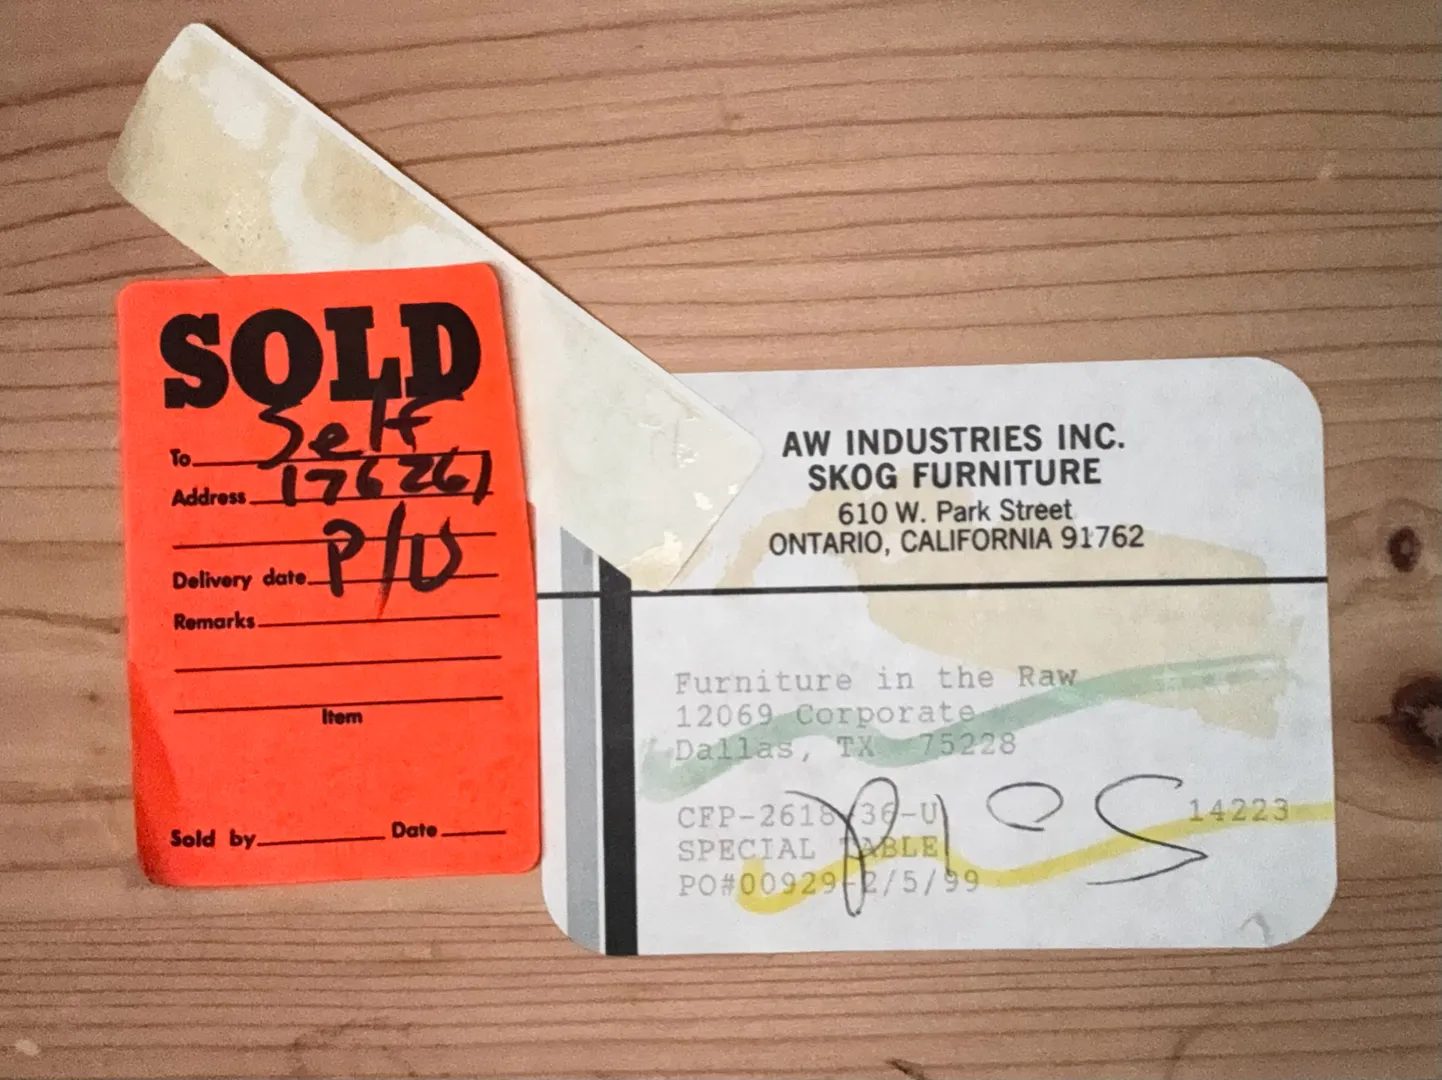 SOLD
To Self
Address 176261
P/U
Delivery date
Remarks
Item
Sold by Date
AW INDUSTRIES INC.
SKOG FURNITURE
610 W. Park Street
ONTARIO, CALIFORNIA 91762
Furniture in the Raw
12069 Corporate
Dallas, TX 75228
CFP-2618 36-U 14223
SPECIAL TABLE
PO#00929-2/5/99